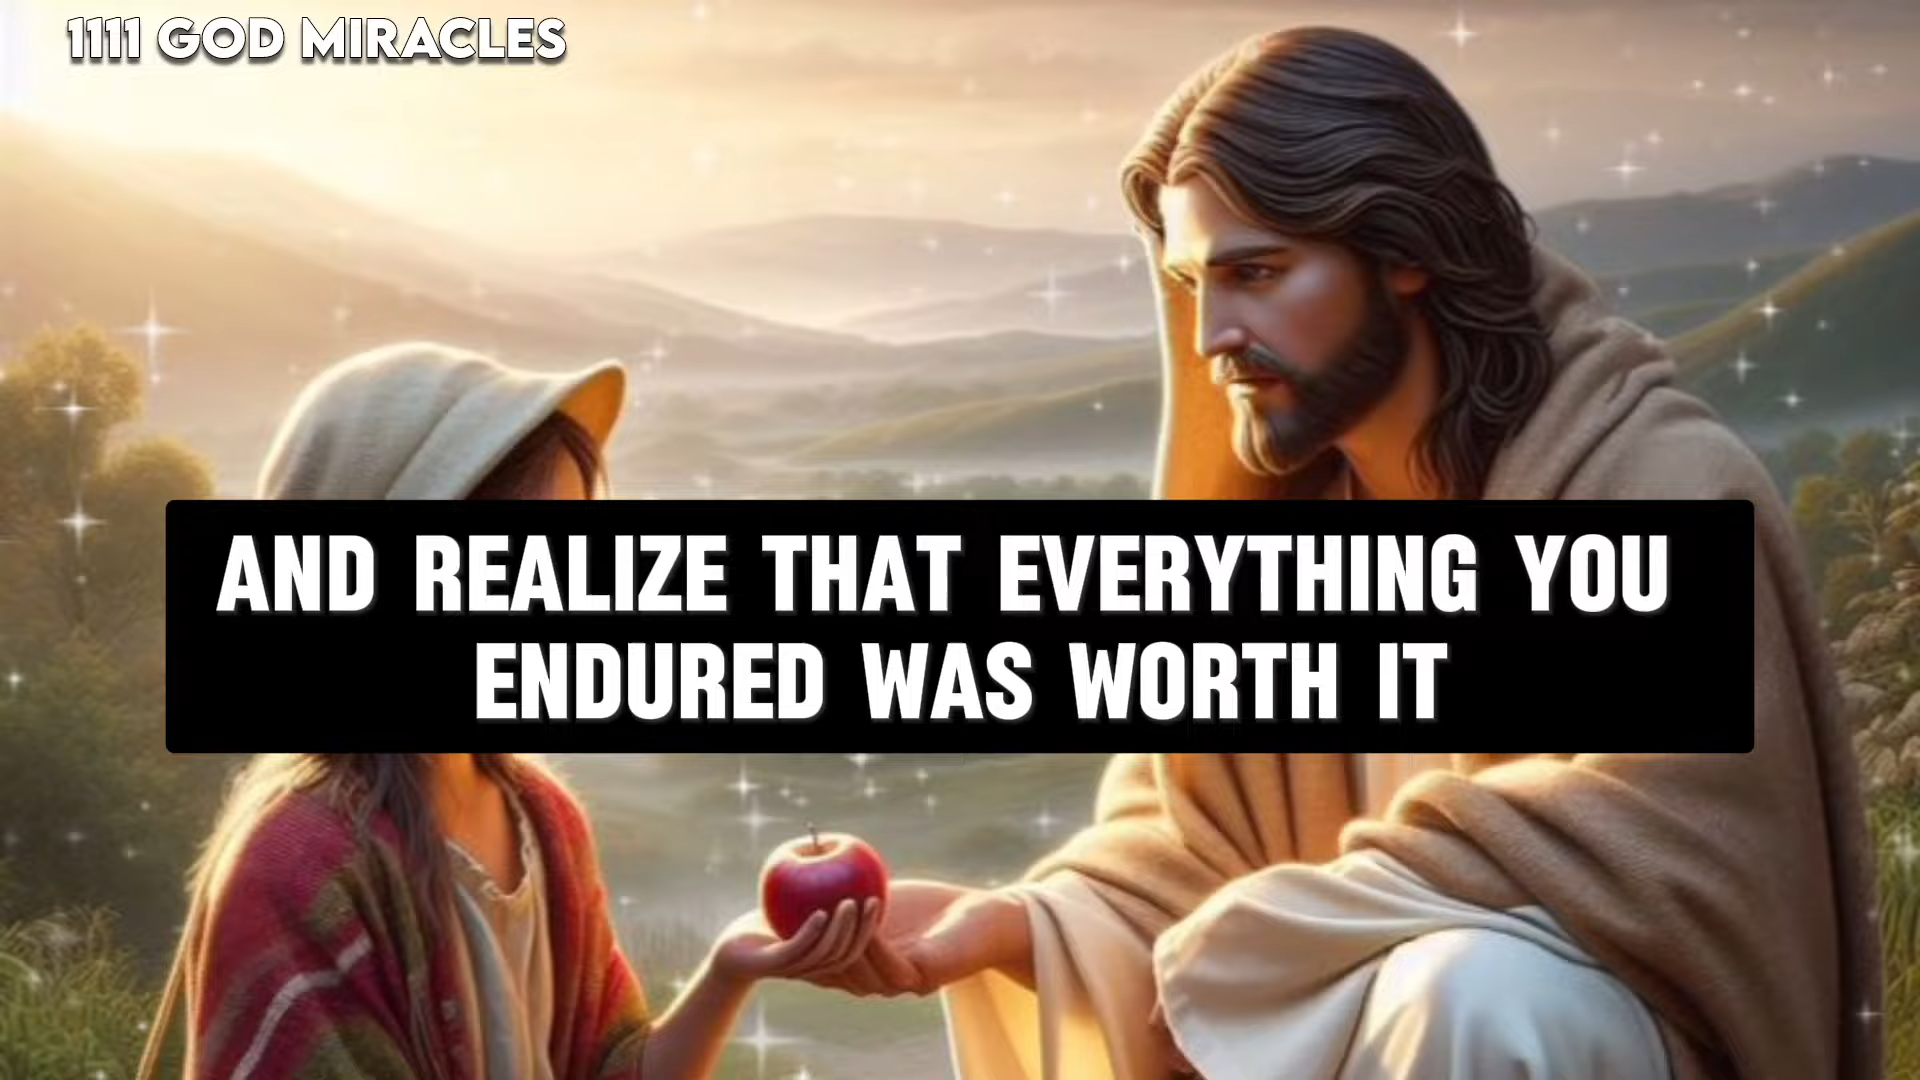 1111 GOD MIRACLES
AND REALIZE THAT EVERYTHING YOU
ENDURED WAS WORTH IT